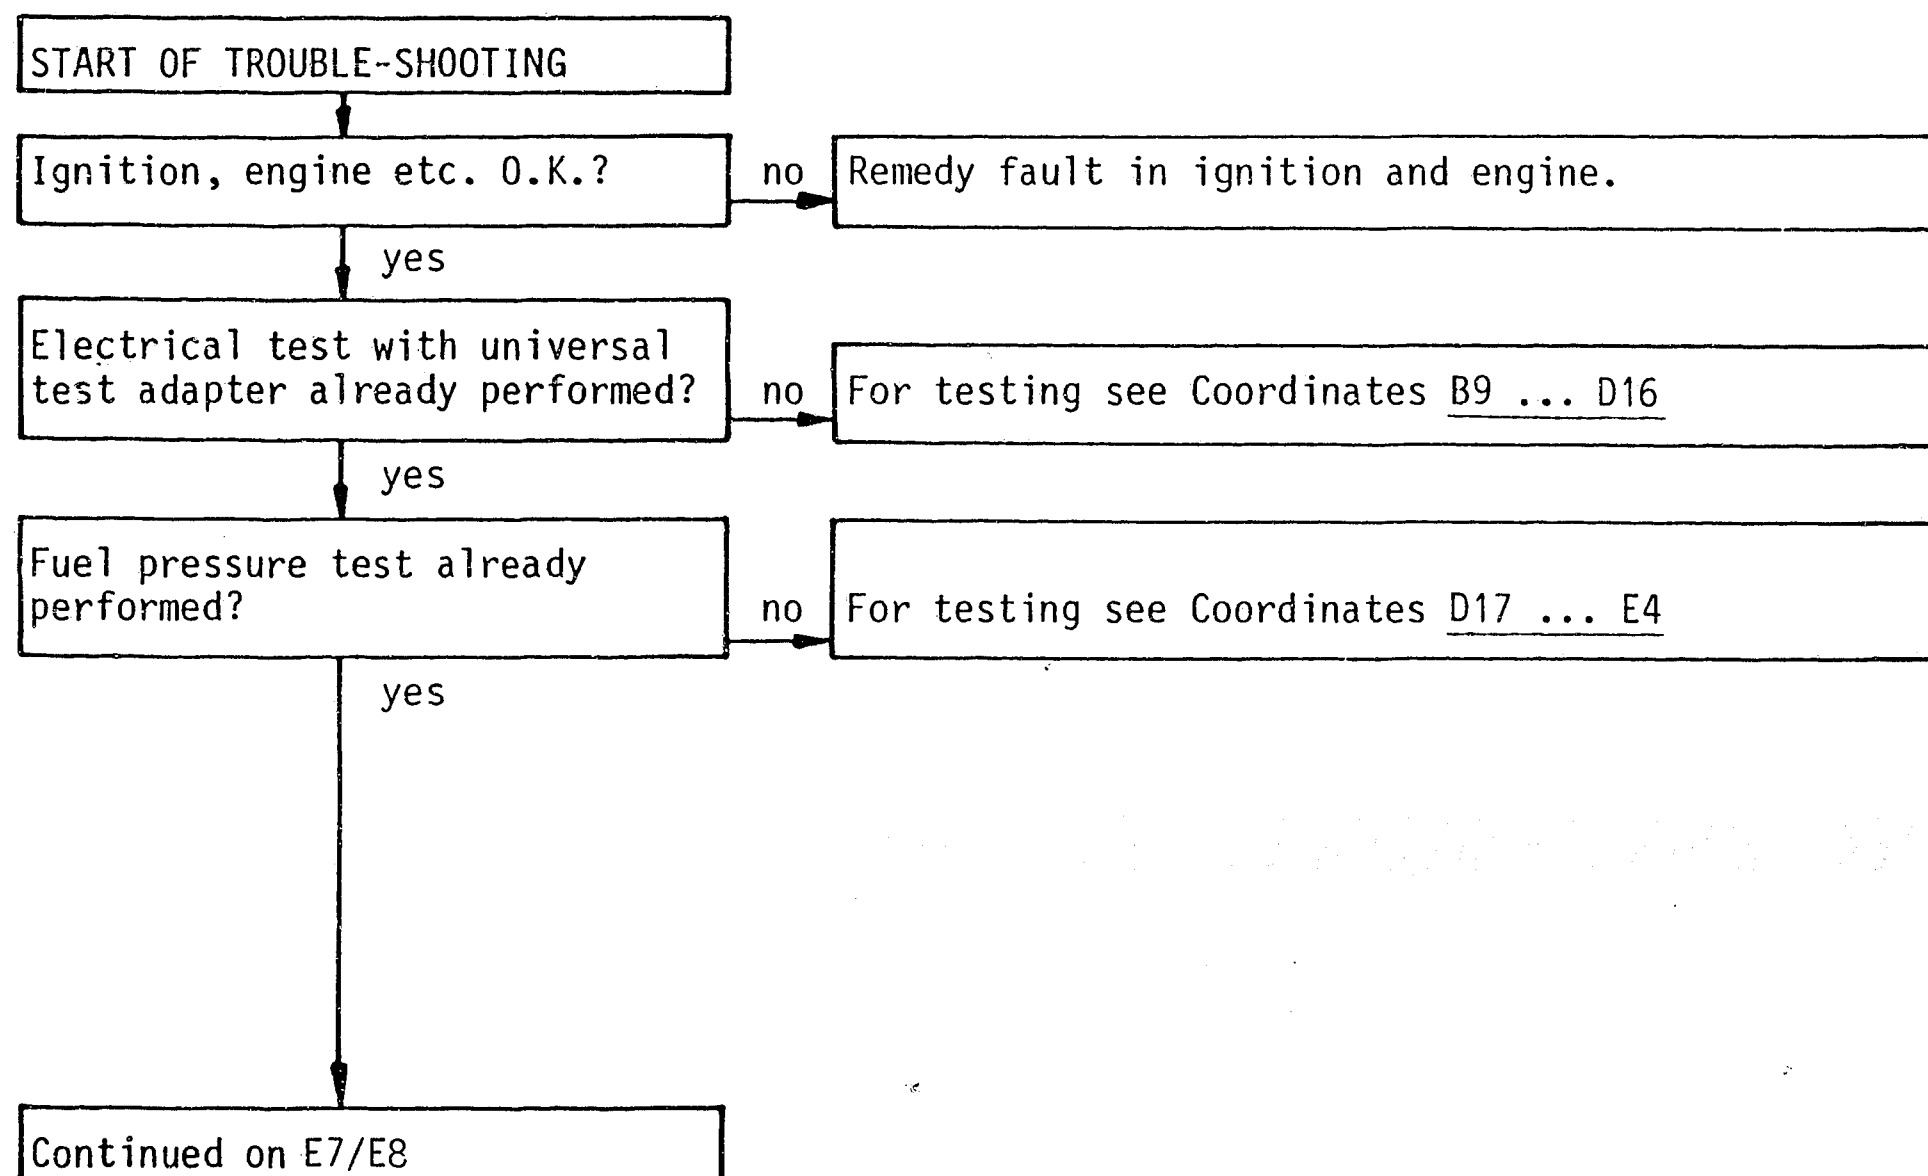 START OF TROUBLE-SHOOTING
Ignition, engine etc. O.K.?
no
Remedy fault in ignition and engine.
yes
Electrical test with universal
test adapter already performed?
no
For testing see Coordinates B9 ... D16
yes
Fuel pressure test already
performed?
no
For testing see Coordinates D17 ... E4
yes
Continued on E7/E8